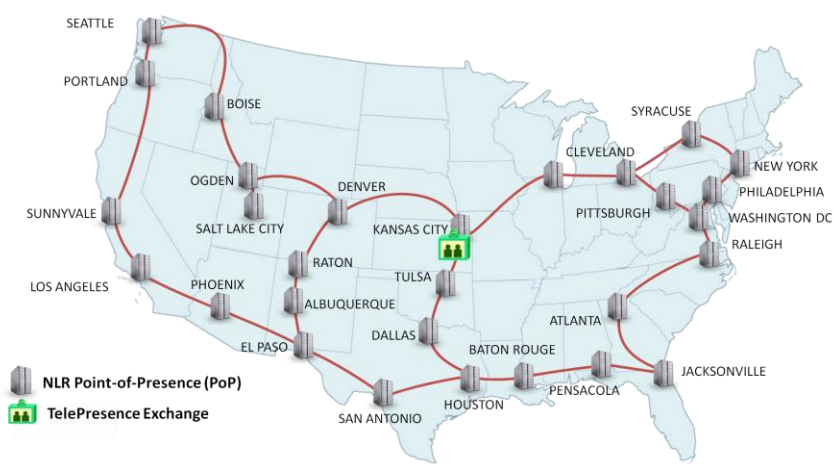 SEATTLE
PORTLAND
BOISE
SYRACUSE
CLEVELAND
NEW YORK
OGDEN
DENVER
PHILADELPHIA
SUNNYVALE
SALT LAKE CITY
KANSAS CITY
PITTSBURGH
WASHINGTON DC
RALEIGH
RATON
TULSA
LOS ANGELES
PHOENIX
ALBUQUERQUE
ATLANTA
DALLAS
EL PASO
BATON ROUGE
JACKSONVILLE
NLR Point-of-Presence (PoP)
PENSACOLA
HOUSTON
TelePresence Exchange
SAN ANTONIO